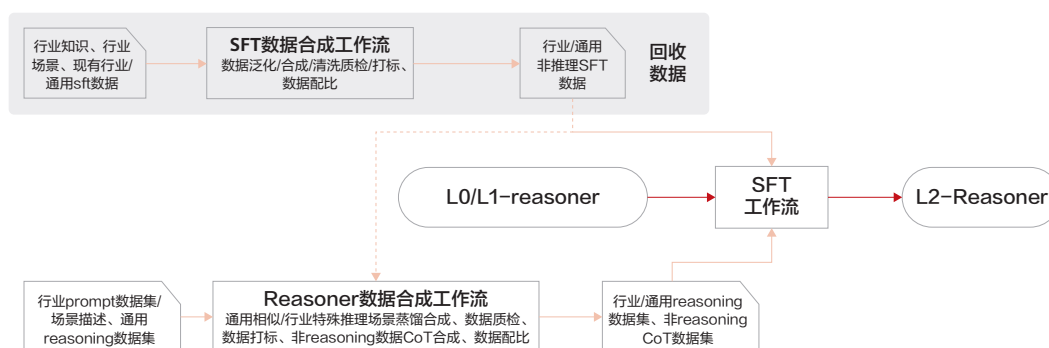 行业知识、行业
场景、现有行业/
通用sft数据
SFT数据合成工作流
数据泛化/合成/清洗质检/打标、
数据配比
行业/通用
非推理SFT
数据
回收
数据
L0/L1-reasoner
SFT
工作流
L2-Reasoner
行业prompt数据集/
场景描述、通用
reasoning数据集
Reasoner数据合成工作流
通用相似/行业特殊推理场景蒸馏合成、数据质检、
数据打标、非reasoning数据CoT合成、数据配比
行业/通用reasoning
数据集、非reasoning
CoT数据集